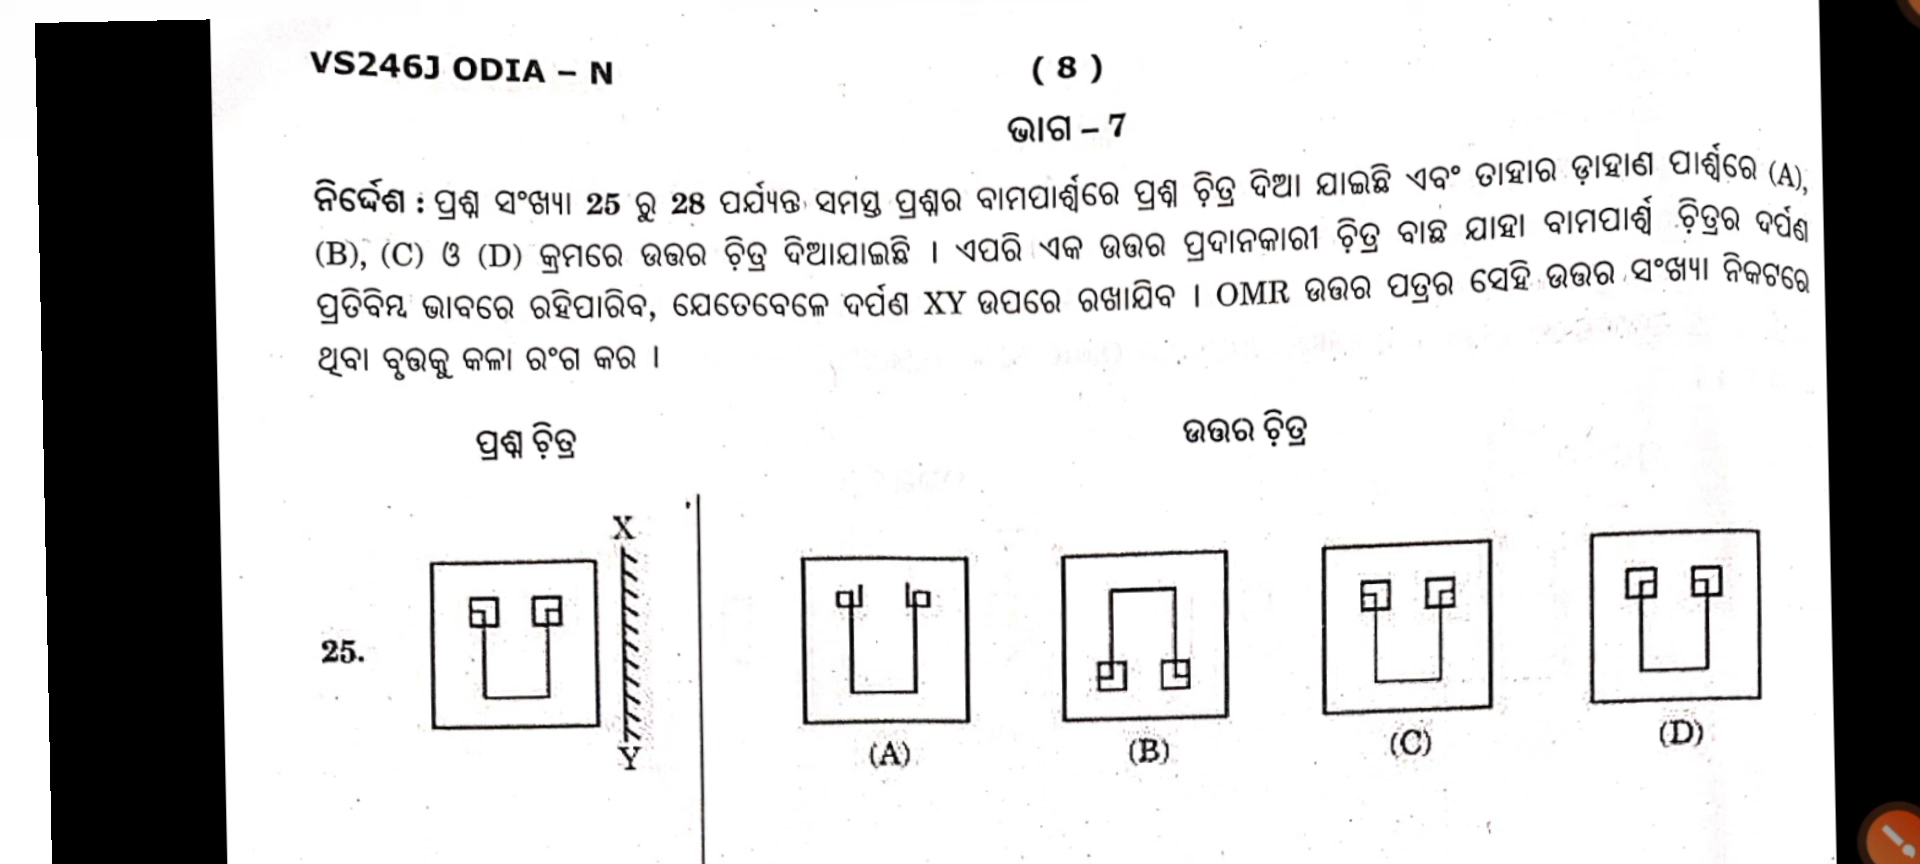 VS246J ODIA – N
( 8 )
ଭାଗ – 7
ନିର୍ଦ୍ଦେଶ : ପ୍ରଶ୍ନ ସଂଖ୍ୟା 25 ରୁ 28 ପର୍ଯ୍ୟନ୍ତ ସମସ୍ତ ପ୍ରଶ୍ନର ବାମପାର୍ଶ୍ଵରେ ପ୍ରଶ୍ନ ଚ଼ିତ୍ର ଦିଆ ଯାଇଛି ଏବଂ ତାହାର ଡ଼ାହାଣ ପାର୍ଶ୍ଵରେ (A),
(B), (C) ଓ (D) କ୍ରମରେ ଉତ୍ତର ଚ଼ିତ୍ର ଦିଆଯାଇଛି । ଏପରି ଏକ ଉତ୍ତର ପ୍ରଦାନକାରୀ ଚ଼ିତ୍ର ବାଛ ଯାହା ବାମପାର୍ଶ୍ଵ ଚ଼ିତ୍ରର ଦର୍ପଣ
ପ୍ରତିବିମ୍ବ ଭାବରେ ରହିପାରିବ, ଯେତେବେଳେ ଦର୍ପଣ XY ଉପରେ ରଖାଯିବ । OMR ଉତ୍ତର ପତ୍ରର ସେହି ଉତ୍ତର ସଂଖ୍ୟା ନିକଟରେ
ଥିବା ବୃତ୍ତକୁ କଳା ରଂଗ କର ।
ପ୍ରଶ୍ନ ଚ଼ିତ୍ର
ଉତ୍ତର ଚ଼ିତ୍ର
X
25.
Y
(A)
(B)
(C)
(D)